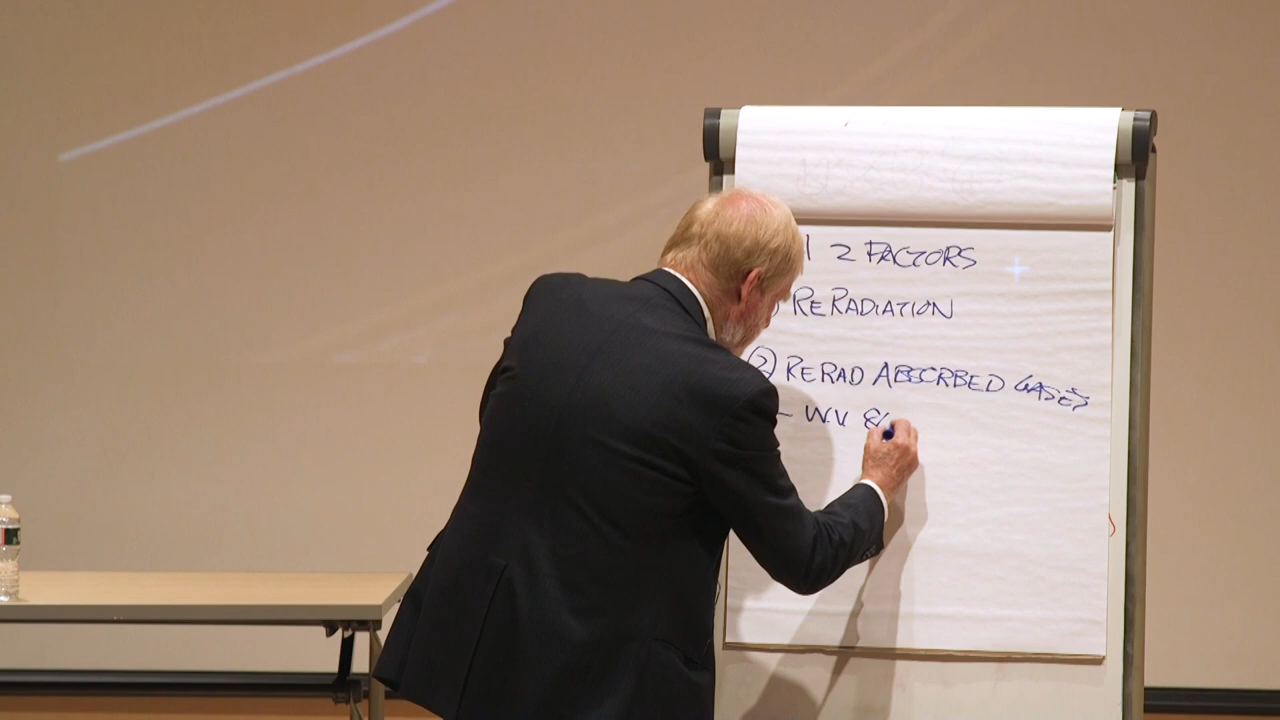 2 FACTORS
RERADIATION
② RERAD ABSORBED GASES
- W.V. &